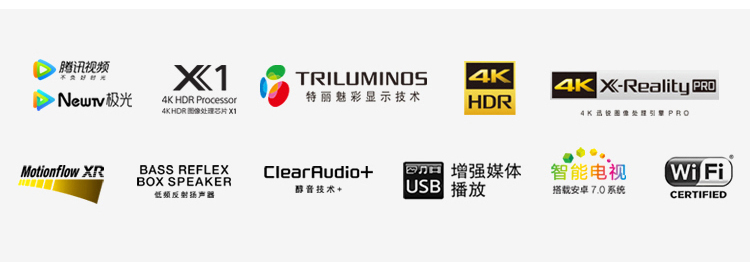 腾讯视频
不负好时光
NewTV极光
X1
4K HDR Processor
4K HDR 图像处理芯片 X1
TRILUMINOS
特丽魅彩显示技术
4K
HDR
4K X-Reality PRO
4K 迅锐图像处理引擎 PRO
Motionflow XR
BASS REFLEX
BOX SPEAKER
低频反射扬声器
ClearAudio+
醇音技术+
USB
增强媒体
播放
智能电视
搭载安卓 7.0 系统
Wi Fi
CERTIFIED